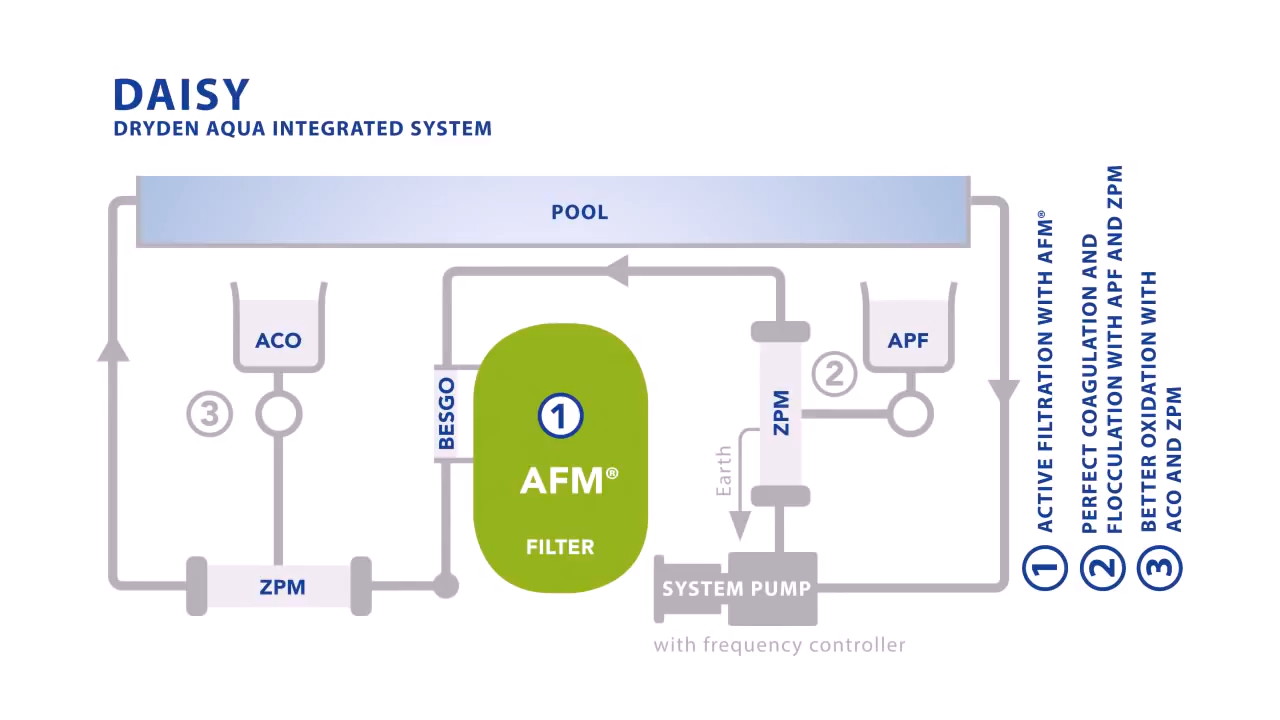 DAISY
DRYDEN AQUA INTEGRATED SYSTEM
POOL
ACO
APF
3
2
BESGO
1
ZPM
AFM®
Earth
FILTER
ZPM
SYSTEM PUMP
with frequency controller
1 ACTIVE FILTRATION WITH AFM®
2 PERFECT COAGULATION AND
FLOCCULATION WITH APF AND ZPM
3 BETTER OXIDATION WITH
ACO AND ZPM